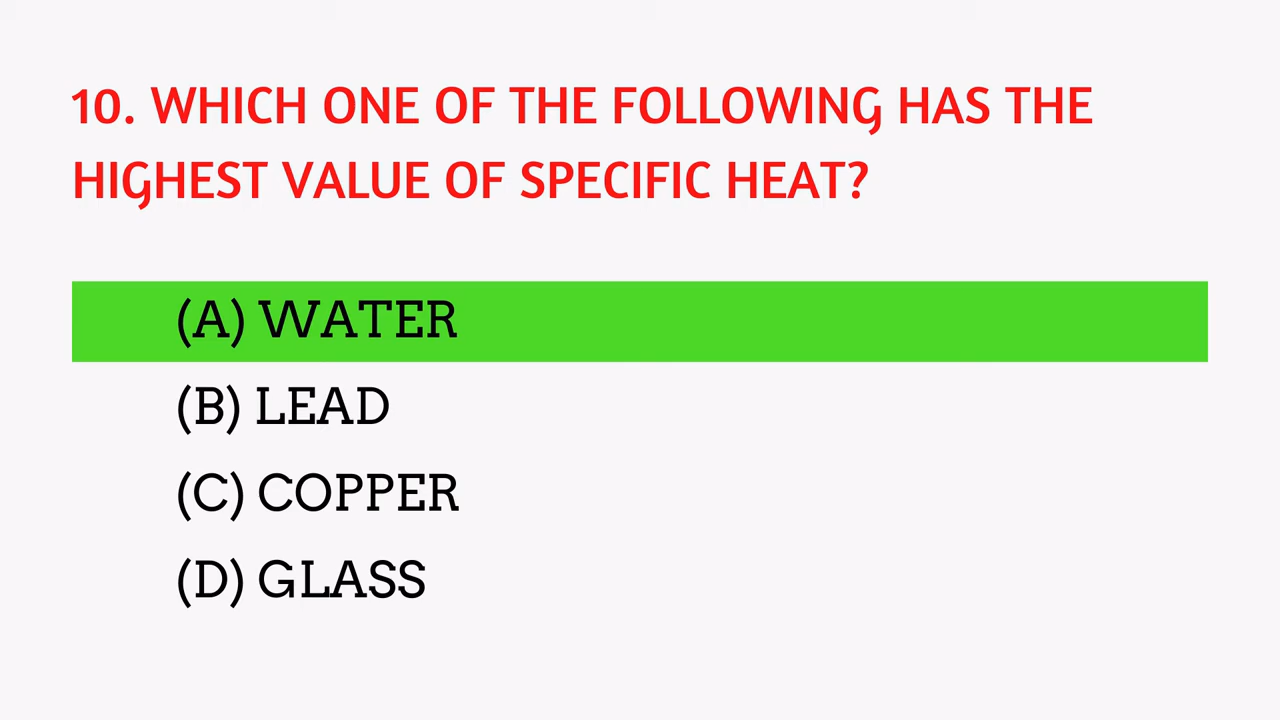 10. WHICH ONE OF THE FOLLOWING HAS THE
HIGHEST VALUE OF SPECIFIC HEAT?
(A) WATER
(B) LEAD
(C) COPPER
(D) GLASS